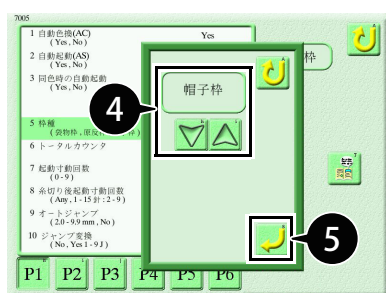 7005
1 自動色換(AC) Yes
( Yes , No )
2 自動起動(AS)
( Yes , No )
3 同色時の自動起動
( Yes , No )
5 枠種
( 袋物枠 , 原反
枠 )
6 トータルカウンタ
7 起動寸動回数
( 0 - 9 )
8 糸切り後起動寸動回数
( Any , 1 - 15 針 : 2 - 9 )
9 オートジャンプ
( 2.0 - 9.9 mm , No )
10 ジャンプ変換
( No , Yes 1 - 9 J )
枠
帽子枠
4
5
P1 P2 P3 P4 P5 P6